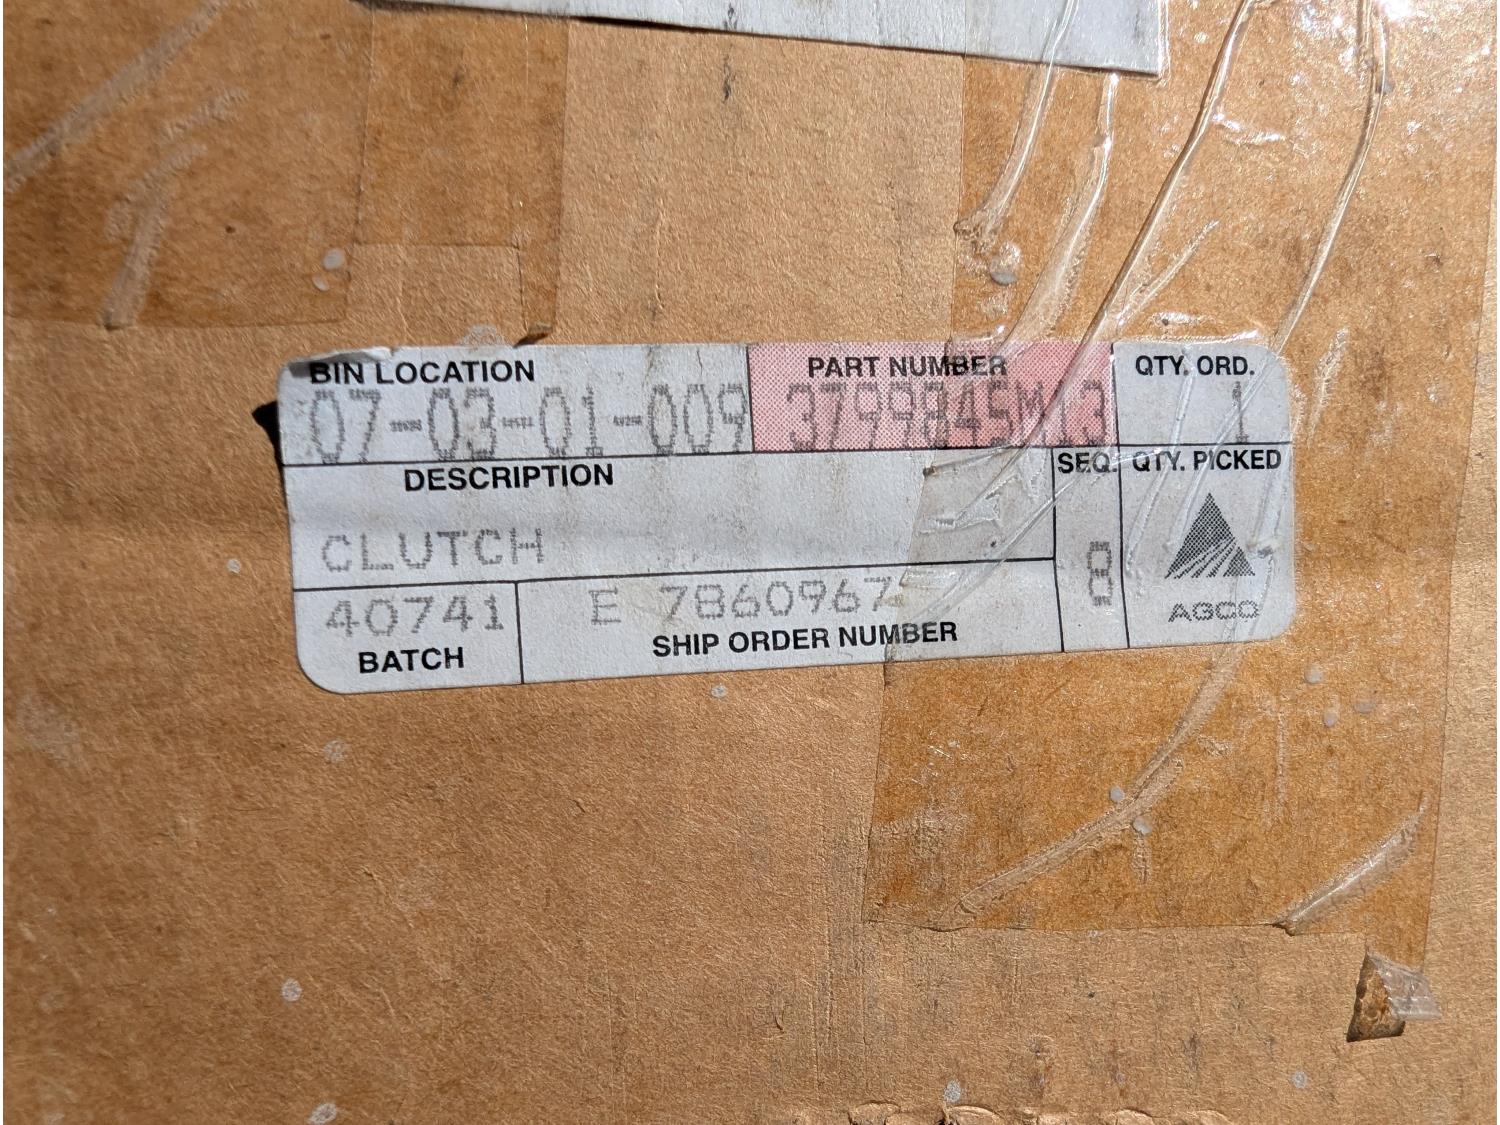 BIN LOCATION PART NUMBER QTY. ORD.
07-03-01-009 3799845M13 1
DESCRIPTION SEQ. QTY. PICKED
CLUTCH
8
40741 E 7860967
BATCH SHIP ORDER NUMBER
AGCO